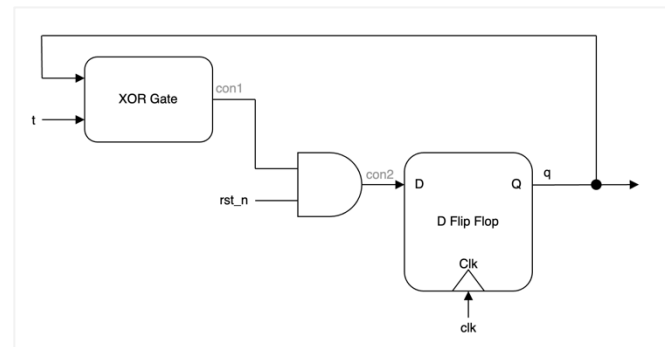 con1
XOR Gate
t
con2
q
D
Q
rst_n
D Flip Flop
Clk
clk